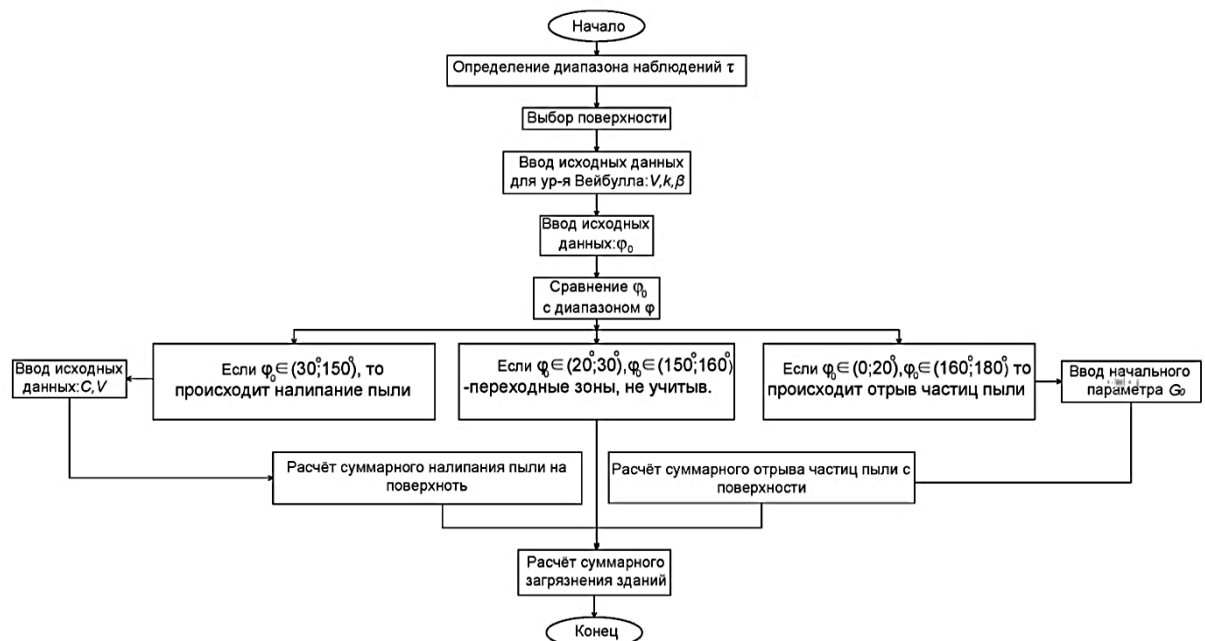 Начало
Определение диапазона наблюдений τ
Выбор поверхности
Ввод исходных данных
для ур-я Вейбулла:V,k,β
Ввод исходных
данных:φ₀
Сравнение φ₀
с диапазоном φ
Ввод исходных
данных:C,V
Если φ₀∈(30°;150°), то
происходит налипание пыли
Если φ₀∈(20°;30°),φ₀∈(150°;160°)
-переходные зоны, не учитыв.
Если φ₀∈(0;20°),φ₀∈(160°;180°) то
происходит отрыв частиц пыли
Ввод начального
параметра G₀
Расчёт суммарного налипания пыли на
поверхноть
Расчёт суммарного отрыва частиц пыли с
поверхности
Расчёт суммарного
загрязнения зданий
Конец